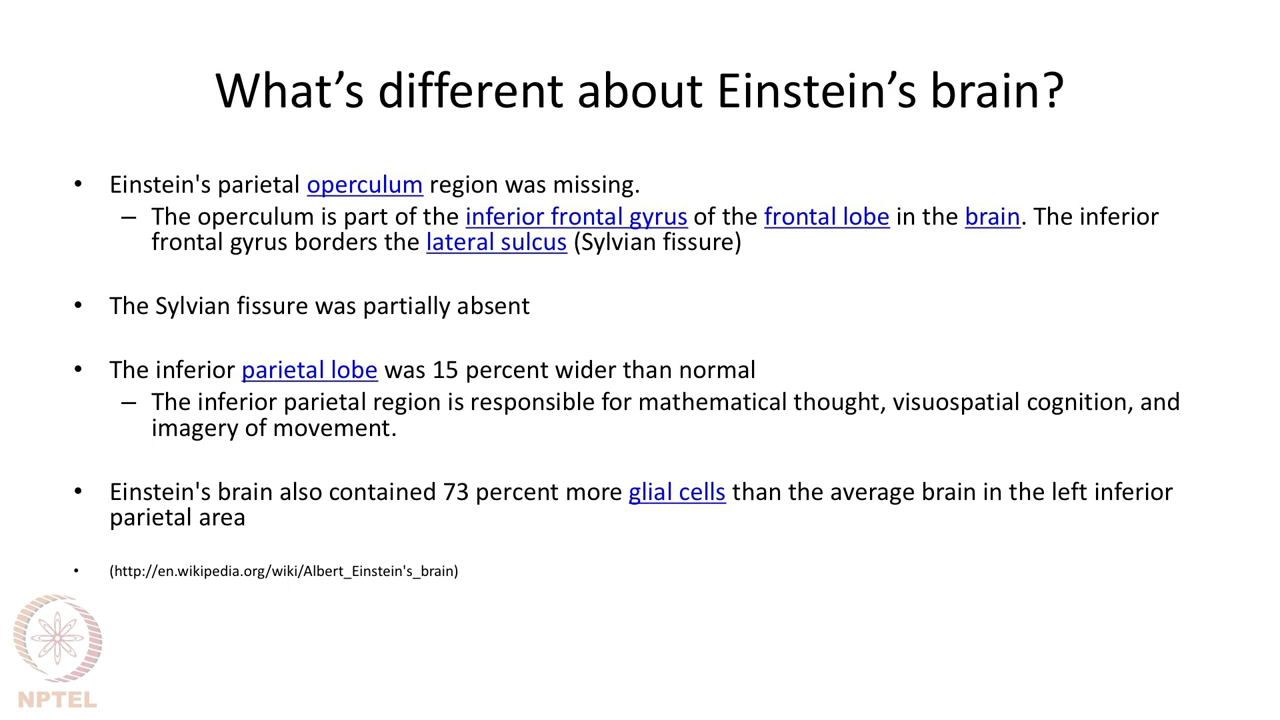 What’s different about Einstein’s brain?
• Einstein's parietal operculum region was missing.
– The operculum is part of the inferior frontal gyrus of the frontal lobe in the brain. The inferior
frontal gyrus borders the lateral sulcus (Sylvian fissure)
• The Sylvian fissure was partially absent
• The inferior parietal lobe was 15 percent wider than normal
– The inferior parietal region is responsible for mathematical thought, visuospatial cognition, and
imagery of movement.
• Einstein's brain also contained 73 percent more glial cells than the average brain in the left inferior
parietal area
• (http://en.wikipedia.org/wiki/Albert_Einstein's_brain)
NPTEL